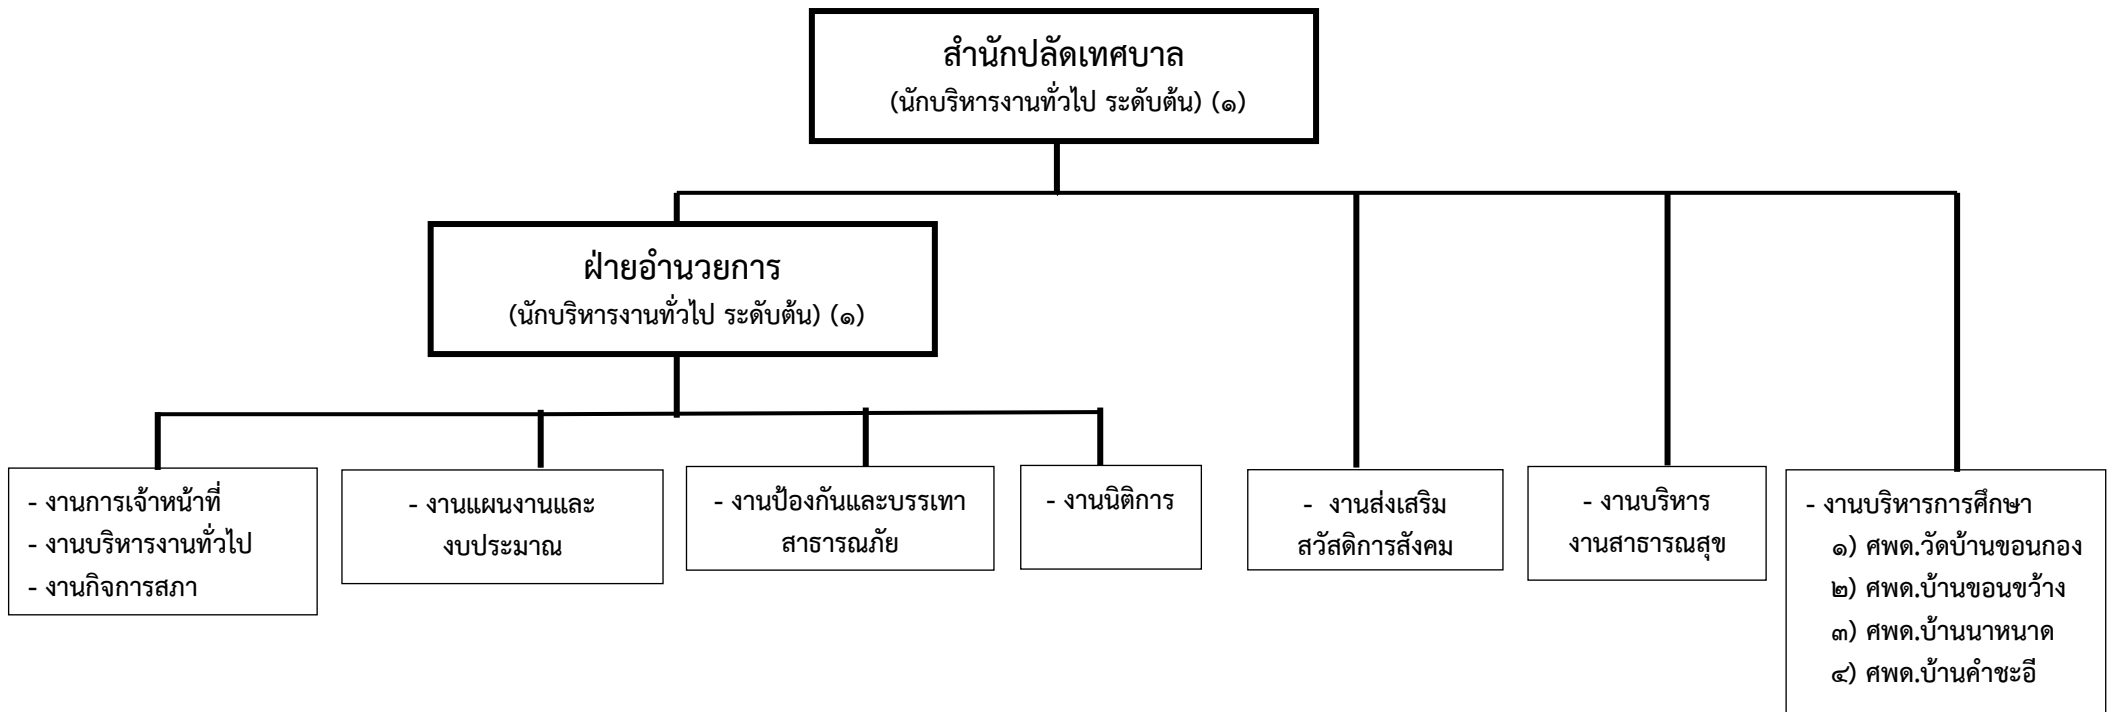 สำนักปลัดเทศบาล
(นักบริหารงานทั่วไป ระดับต้น) (๑)
ฝ่ายอำนวยการ
(นักบริหารงานทั่วไป ระดับต้น) (๑)
- งานการเจ้าหน้าที่
- งานบริหารงานทั่วไป
- งานกิจการสภา
- งานแผนงานและ
งบประมาณ
- งานป้องกันและบรรเทา
สาธารณภัย
- งานนิติการ
- งานส่งเสริม
สวัสดิการสังคม
- งานบริหาร
งานสาธารณสุข
- งานบริหารการศึกษา
๑) ศพด.วัดบ้านขอนกอง
๒) ศพด.บ้านขอนขว้าง
๓) ศพด.บ้านนาหนาด
๔) ศพด.บ้านคำชะอี